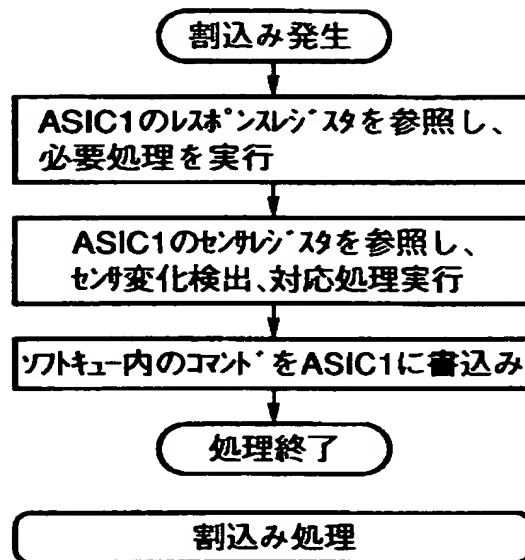 割込み発生
ASIC1のﾚｽﾎﾟﾝｽﾚｼﾞｽﾀを参照し、
必要処理を実行
ASIC1のｾﾝｻﾚｼﾞｽﾀを参照し、
ｾﾝｻ変化検出、対応処理実行
ｿﾌﾄｷｭｰ内のｺﾏﾝﾄﾞをASIC1に書込み
処理終了
割込み処理